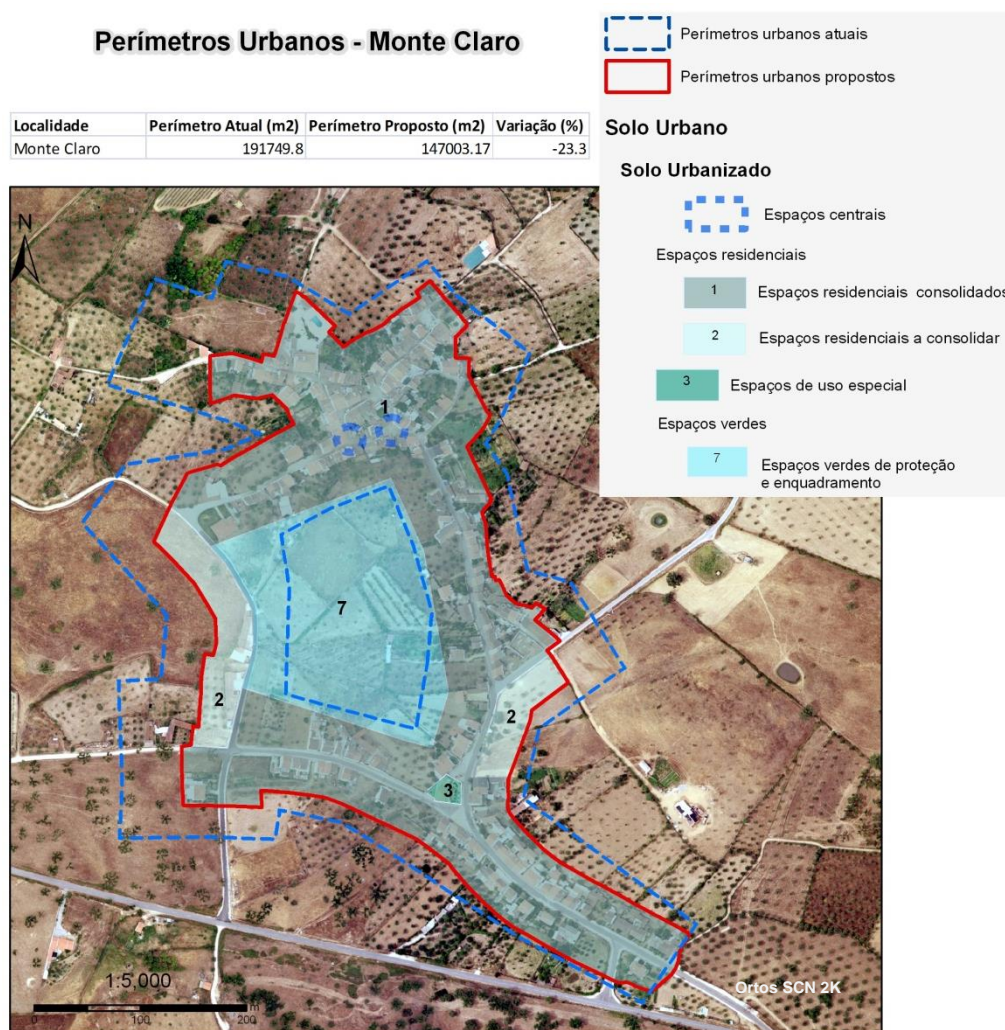 Perímetros Urbanos - Monte Claro
Localidade Perímetro Atual (m2) Perímetro Proposto (m2) Variação (%)
Monte Claro 191749.8 147003.17 -23.3
Perímetros urbanos atuais
Perímetros urbanos propostos
Solo Urbano
Solo Urbanizado
Espaços centrais
Espaços residenciais
1 Espaços residenciais consolidados
2 Espaços residenciais a consolidar
3 Espaços de uso especial
Espaços verdes
7 Espaços verdes de proteção
e enquadramento
N
1
7
2
2
3
1:5,000
m
0 100 200
Ortos SCN 2K